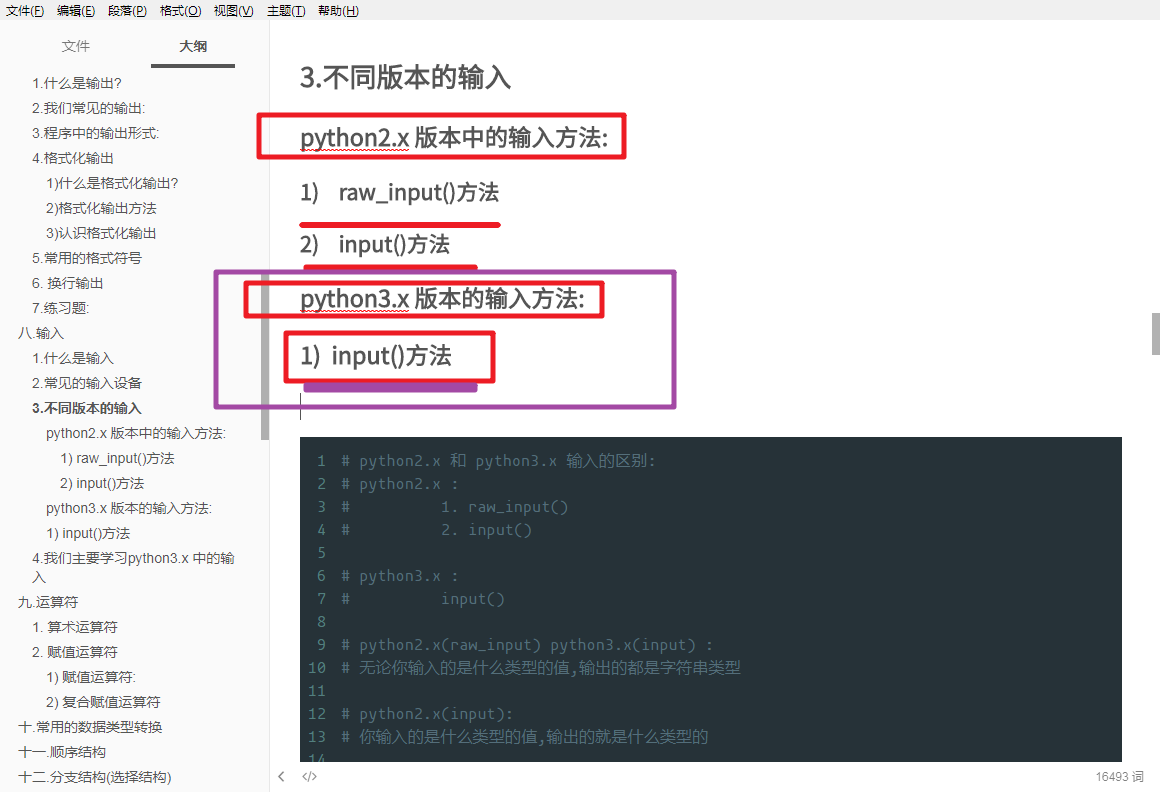 文件(F) 编辑(E) 段落(P) 格式(O) 视图(V) 主题(T) 帮助(H)
文件 大纲
1.什么是输出?
2.我们常见的输出:
3.程序中的输出形式:
4.格式化输出
1)什么是格式化输出?
2)格式化输出方法
3)认识格式化输出
5.常用的格式符号
6. 换行输出
7.练习题:
八.输入
1.什么是输入
2.常见的输入设备
3.不同版本的输入
python2.x 版本中的输入方法:
1) raw_input()方法
2) input()方法
python3.x 版本的输入方法:
1) input()方法
4.我们主要学习python3.x 中的输
入
九.运算符
1. 算术运算符
2. 赋值运算符
1) 赋值运算符:
2) 复合赋值运算符
十.常用的数据类型转换
十一.顺序结构
十二.分支结构(选择结构)
3.不同版本的输入
python2.x 版本中的输入方法:
1) raw_input()方法
2) input()方法
python3.x 版本的输入方法:
1) input()方法
1 # python2.x 和 python3.x 输入的区别:
2 # python2.x :
3 # 1. raw_input()
4 # 2. input()
5
6 # python3.x :
7 # input()
8
9 # python2.x(raw_input) python3.x(input) :
10 # 无论你输入的是什么类型的值,输出的都是字符串类型
11
12 # python2.x(input):
13 # 你输入的是什么类型的值,输出的就是什么类型的
14
16493 词